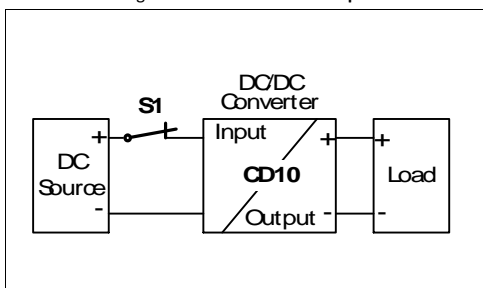 S1
DC/DC
Converter
DC
Source
+
-
Input
CD10
Output
+
-
+
-
Load